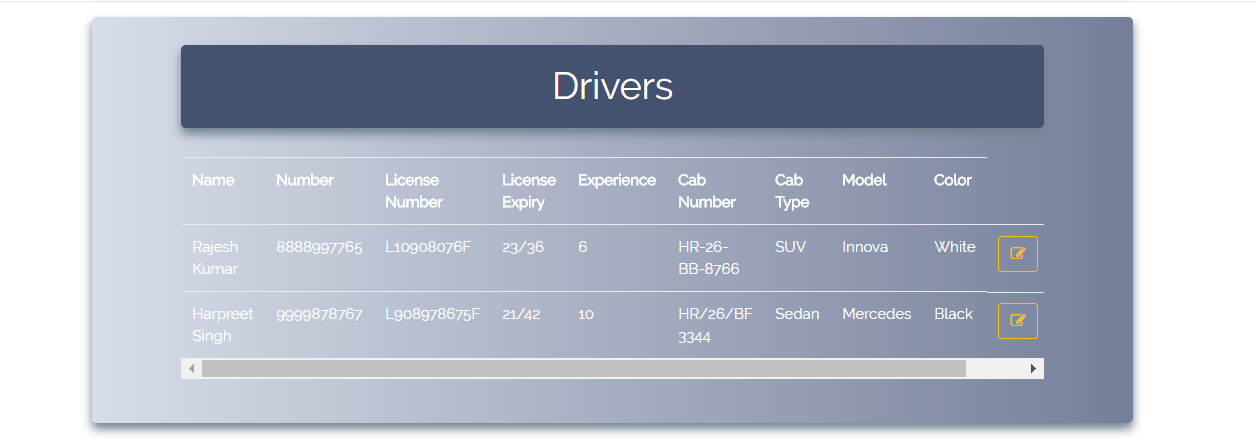 Drivers
Name Number License Number License Expiry Experience Cab Number Cab Type Model Color
Rajesh Kumar 8888997765 L10908076F 23/36 6 HR-26-BB-8766 SUV Innova White
Harpreet Singh 9999878767 L908978675F 21/42 10 HR/26/BF 3344 Sedan Mercedes Black